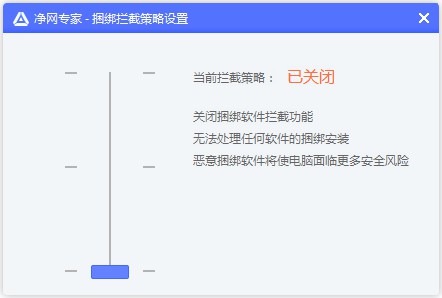 净网专家 - 捆绑拦截策略设置
当前拦截策略： 已关闭
关闭捆绑软件拦截功能
无法处理任何软件的捆绑安装
恶意捆绑软件将使电脑面临更多安全风险